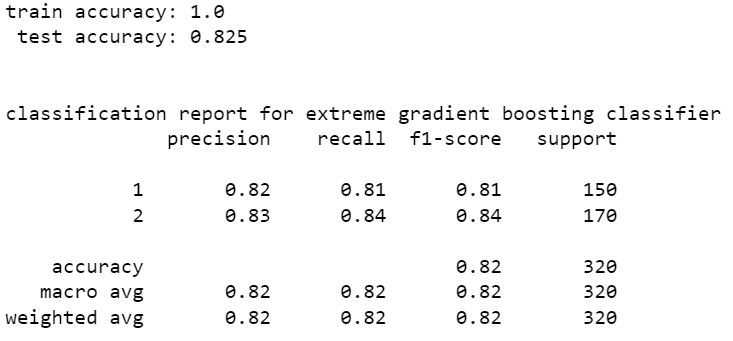 train accuracy: 1.0
test accuracy: 0.825
classification report for extreme gradient boosting classifier
precision recall f1-score support
1 0.82 0.81 0.81 150
2 0.83 0.84 0.84 170
accuracy 0.82 320
macro avg 0.82 0.82 0.82 320
weighted avg 0.82 0.82 0.82 320